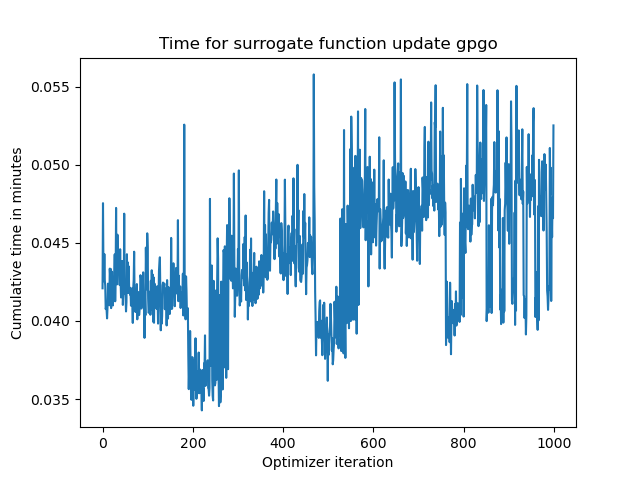 Time for surrogate function update gpgo
Cumulative time in minutes
0.055
0.050
0.045
0.040
0.035
0 200 400 600 800 1000
Optimizer iteration